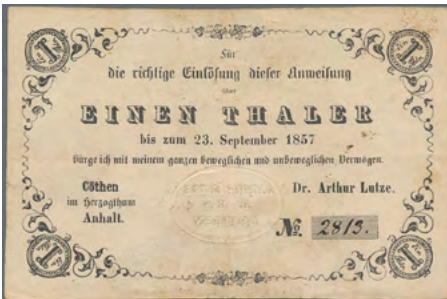 Für
die richtige Einlösung dieser Anweisung
über
EINEN THALER
bis zum 23. September 1857
bürge ich mit meinem ganzen beweglichen und unbeweglichen Vermögen.
Cöthen
im Herzogthum
Anhalt.
Dr. Arthur Lutze.
No. 2813.
1
1
1
1